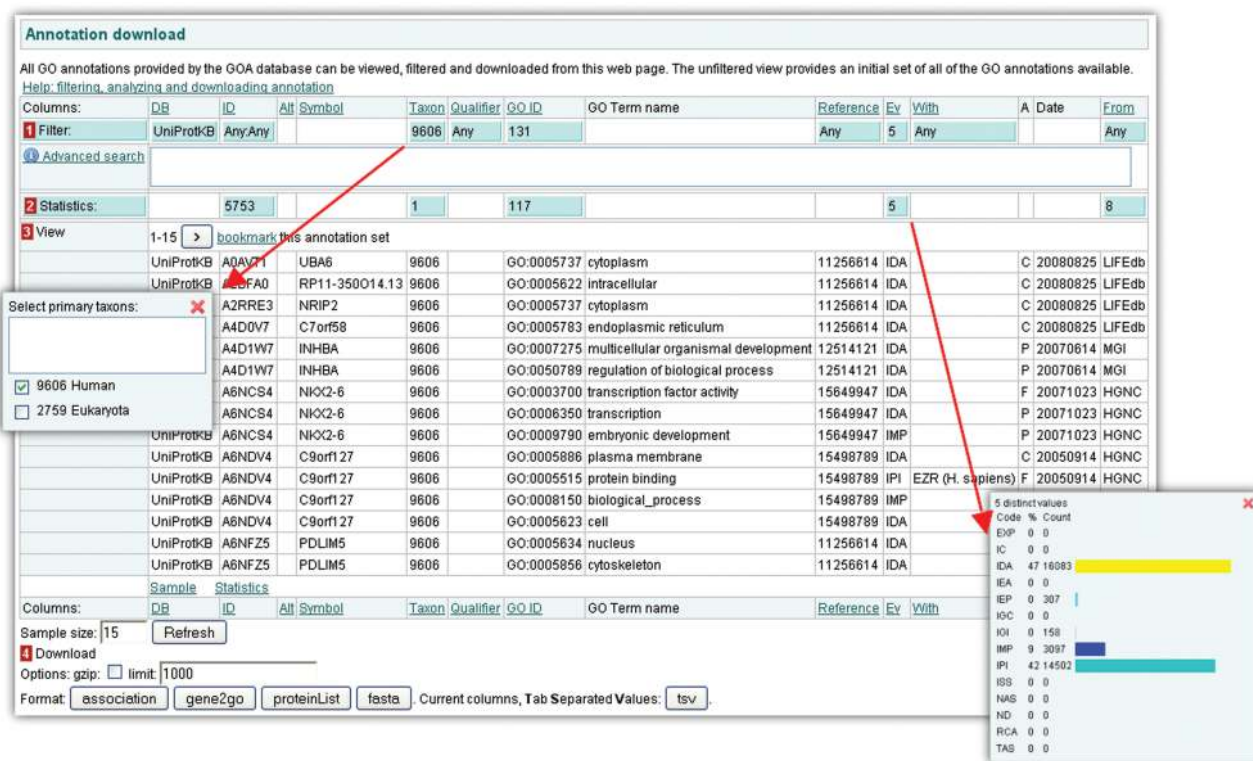 Annotation download
All GO annotations provided by the GOA database can be viewed, filtered and downloaded from this web page. The unfiltered view provides an initial set of all of the GO annotations available.
Help: filtering, analyzing and downloading annotation
Columns: DB ID Alt Symbol Taxon Qualifier GO ID GO Term name Reference Ev With A Date From
1 Filter: UniProtKB Any:Any 9606 Any 131 Any 5 Any Any
Advanced search
2 Statistics: 5753 1 117 5 8
3 View 1-15 > bookmark this annotation set
UniProtKB A0AVT1 UBA6 9606 GO:0005737 cytoplasm 11256614 IDA C 20080825 LIFEdb
UniProtKB RP11-350O14.13 9606 GO:0005622 intracellular 11256614 IDA C 20080825 LIFEdb
A2RRE3 NRIP2 9606 GO:0005737 cytoplasm 11256614 IDA C 20080825 LIFEdb
A4D0V7 C7orf58 9606 GO:0005783 endoplasmic reticulum 11256614 IDA C 20080825 LIFEdb
A4D1W7 INHBA 9606 GO:0007275 multicellular organismal development 12514121 IDA P 20070614 MGI
A4D1W7 INHBA 9606 GO:0050789 regulation of biological process 12514121 IDA P 20070614 MGI
A6NCS4 NKX2-6 9606 GO:0003700 transcription factor activity 15649947 IDA F 20071023 HGNC
A6NCS4 NKX2-6 9606 GO:0006350 transcription 15649947 IDA P 20071023 HGNC
UniProtKB A6NCS4 NKX2-6 9606 GO:0009790 embryonic development 15649947 IMP P 20071023 HGNC
UniProtKB A6NDV4 C9orf127 9606 GO:0005886 plasma membrane 15498789 IDA C 20050914 HGNC
UniProtKB A6NDV4 C9orf127 9606 GO:0005515 protein binding 15498789 IPI EZR (H. sapiens) F 20050914 HGNC
UniProtKB A6NDV4 C9orf127 9606 GO:0008150 biological_process 15498789 IMP
UniProtKB A6NDV4 C9orf127 9606 GO:0005623 cell 15498789 IDA
UniProtKB A6NFZ5 PDLIM5 9606 GO:0005634 nucleus 11256614 IDA
UniProtKB A6NFZ5 PDLIM5 9606 GO:0005856 cytoskeleton 11256614 IDA
Sample Statistics
Columns: DB ID Alt Symbol Taxon Qualifier GO ID GO Term name Reference Ev With
Sample size: 15 Refresh
4 Download
Options: gzip: limit: 1000
Format: association gene2go proteinList fasta . Current columns, Tab Separated Values: tsv .
Select primary taxons:
9606 Human
2759 Eukaryota
5 distinct values
Code % Count
EXP 0 0
IC 0 0
IDA 47 16083
IEA 0 0
IEP 0 307
IGC 0 0
IGI 0 158
IMP 9 3097
IPI 42 14502
ISS 0 0
NAS 0 0
ND 0 0
RCA 0 0
TAS 0 0